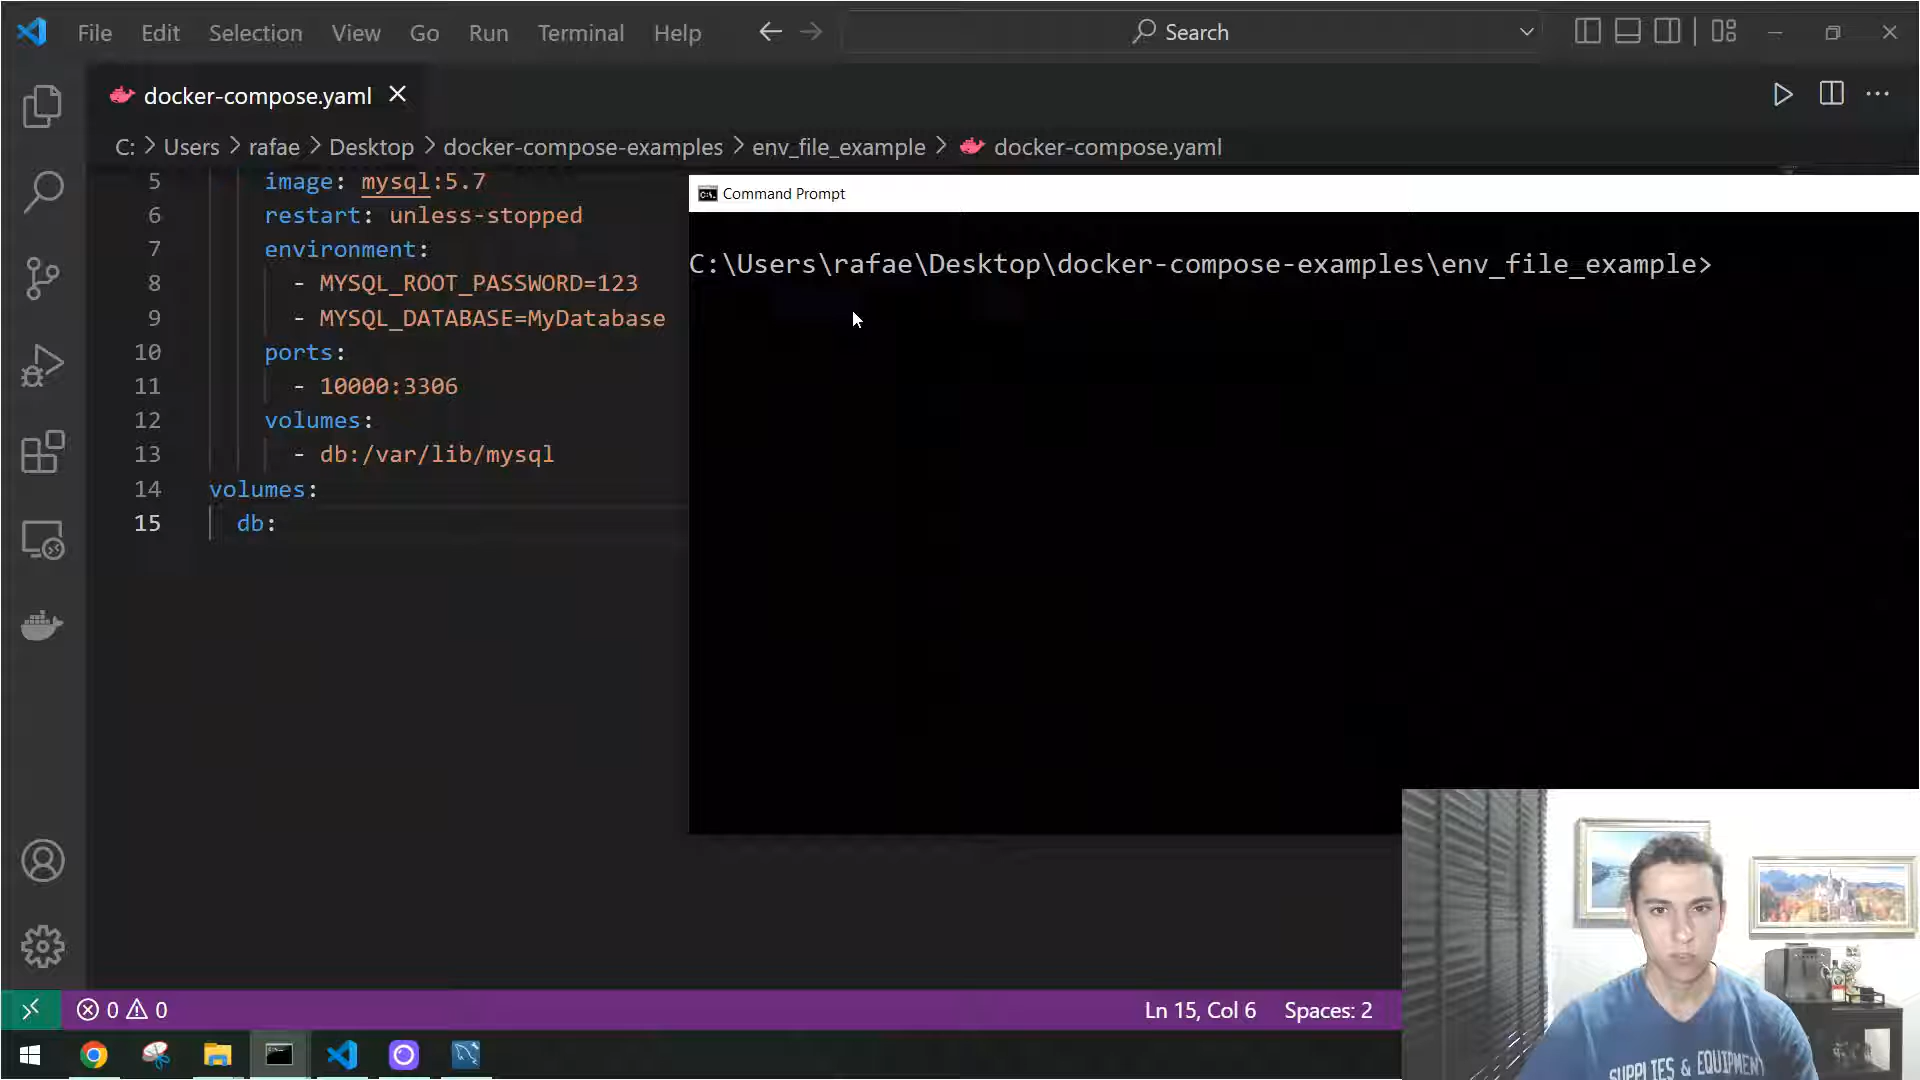 File Edit Selection View Go Run Terminal Help
Search
docker-compose.yaml
C: > Users > rafae > Desktop > docker-compose-examples > env_file_example > docker-compose.yaml
5 image: mysql:5.7
6 restart: unless-stopped
7 environment:
8 - MYSQL_ROOT_PASSWORD=123
9 - MYSQL_DATABASE=MyDatabase
10 ports:
11 - 10000:3306
12 volumes:
13 - db:/var/lib/mysql
14 volumes:
15 db:
Command Prompt
C:\Users\rafae\Desktop\docker-compose-examples\env_file_example>
0 0
Ln 15, Col 6 Spaces: 2
SUPPLIES & EQUIPMENT